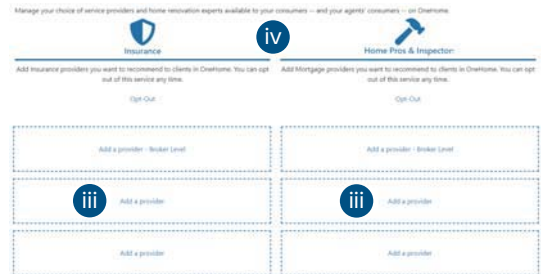 Manage your choice of service providers and home renovation experts available to your consumers — and your agents' consumers — on OneHome.
iv
Insurance
Home Pros & Inspector:
Add Insurance providers you want to recommend to clients in OneHome. You can opt
out of this service any time.
Add Mortgage providers you want to recommend to clients in OneHome. You can opt
out of this service any time.
Opt-Out
Opt-Out
Add a provider - Broker Level
Add a provider - Broker Level
iii
Add a provider
iii
Add a provider
Add a provider
Add a provider